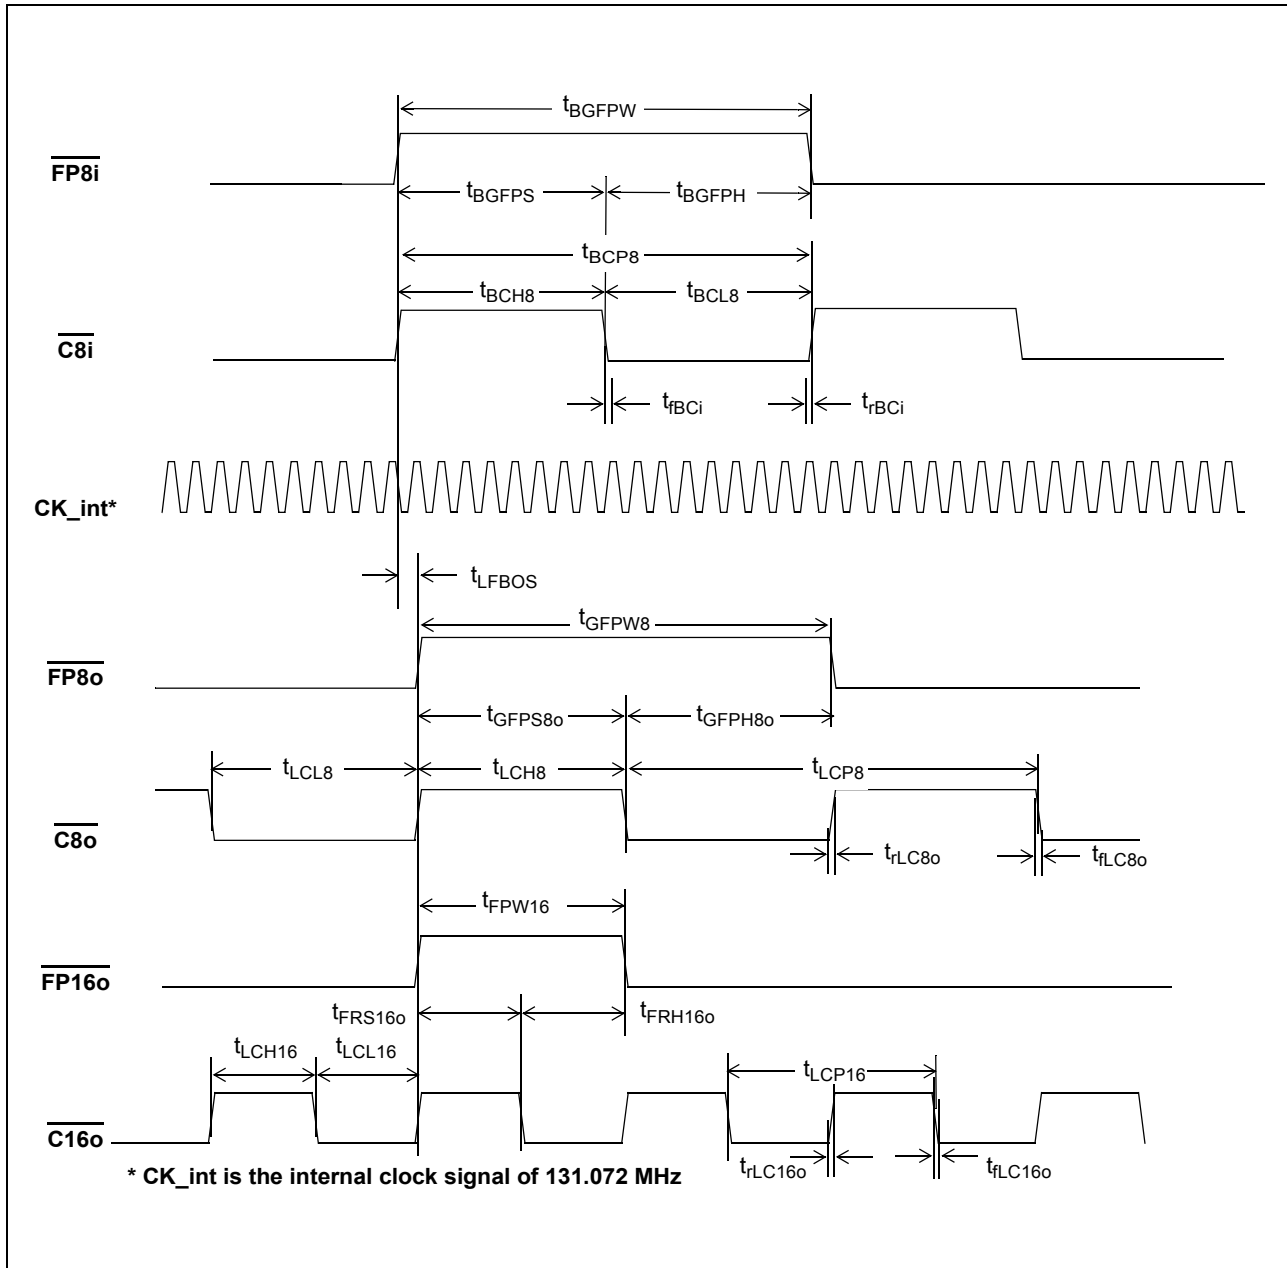 tBGFPW
FP8i
tBGFPS tBGFPH
tBCP8
tBCH8 tBCL8
C8i
tfBCi trBCi
CK_int*
tLFBOS
tGFPW8
FP8o
tGFPS8o tGFPH8o
tLCL8 tLCH8 tLCP8
C8o
trLC8o tfLC8o
tFPW16
FP16o
tFRS16o tFRH16o
tLCH16 tLCL16 tLCP16
C16o
trLC16o tfLC16o
* CK_int is the internal clock signal of 131.072 MHz